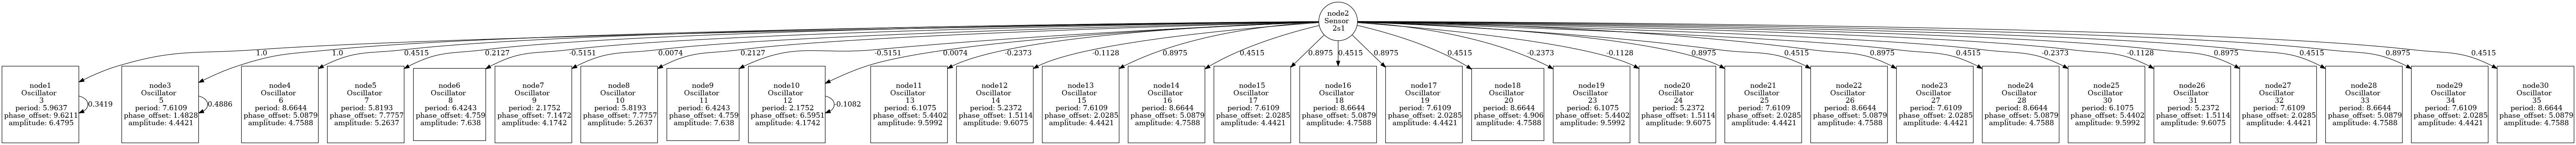 node2
Sensor
2s1
1.0
1.0
0.4515
0.2127
-0.5151
0.0074
0.2127
-0.5151
0.0074
-0.2373
-0.1128
0.8975
0.4515
0.8975
0.4515
0.8975
0.4515
-0.2373
-0.1128
0.8975
0.4515
0.8975
0.4515
-0.2373
-0.1128
0.8975
0.4515
0.8975
0.4515
node1
Oscillator
3
period: 5.9637
phase_offset: 9.6211
amplitude: 6.4795
0.3419
node3
Oscillator
5
period: 7.6109
phase_offset: 1.4828
amplitude: 4.4421
0.4886
node4
Oscillator
6
period: 8.6644
phase_offset: 5.0879
amplitude: 4.7588
node5
Oscillator
7
period: 5.8193
phase_offset: 7.7757
amplitude: 5.2637
node6
Oscillator
8
period: 6.4243
phase_offset: 4.759
amplitude: 7.638
node7
Oscillator
9
period: 2.1752
phase_offset: 7.1472
amplitude: 4.1742
node8
Oscillator
10
period: 5.8193
phase_offset: 7.7757
amplitude: 5.2637
node9
Oscillator
11
period: 6.4243
phase_offset: 4.759
amplitude: 7.638
node10
Oscillator
12
period: 2.1752
phase_offset: 6.5951
amplitude: 4.1742
-0.1082
node11
Oscillator
13
period: 6.1075
phase_offset: 5.4402
amplitude: 9.5992
node12
Oscillator
14
period: 5.2372
phase_offset: 1.5114
amplitude: 9.6075
node13
Oscillator
15
period: 7.6109
phase_offset: 2.0285
amplitude: 4.4421
node14
Oscillator
16
period: 8.6644
phase_offset: 5.0879
amplitude: 4.7588
node15
Oscillator
17
period: 7.6109
phase_offset: 2.0285
amplitude: 4.4421
node16
Oscillator
18
period: 8.6644
phase_offset: 5.0879
amplitude: 4.7588
node17
Oscillator
19
period: 7.6109
phase_offset: 2.0285
amplitude: 4.4421
node18
Oscillator
20
period: 8.6644
phase_offset: 4.906
amplitude: 4.7588
node19
Oscillator
23
period: 6.1075
phase_offset: 5.4402
amplitude: 9.5992
node20
Oscillator
24
period: 5.2372
phase_offset: 1.5114
amplitude: 9.6075
node21
Oscillator
25
period: 7.6109
phase_offset: 2.0285
amplitude: 4.4421
node22
Oscillator
26
period: 8.6644
phase_offset: 5.0879
amplitude: 4.7588
node23
Oscillator
27
period: 7.6109
phase_offset: 2.0285
amplitude: 4.4421
node24
Oscillator
28
period: 8.6644
phase_offset: 5.0879
amplitude: 4.7588
node25
Oscillator
30
period: 6.1075
phase_offset: 5.4402
amplitude: 9.5992
node26
Oscillator
31
period: 5.2372
phase_offset: 1.5114
amplitude: 9.6075
node27
Oscillator
32
period: 7.6109
phase_offset: 2.0285
amplitude: 4.4421
node28
Oscillator
33
period: 8.6644
phase_offset: 5.0879
amplitude: 4.7588
node29
Oscillator
34
period: 7.6109
phase_offset: 2.0285
amplitude: 4.4421
node30
Oscillator
35
period: 8.6644
phase_offset: 5.0879
amplitude: 4.7588